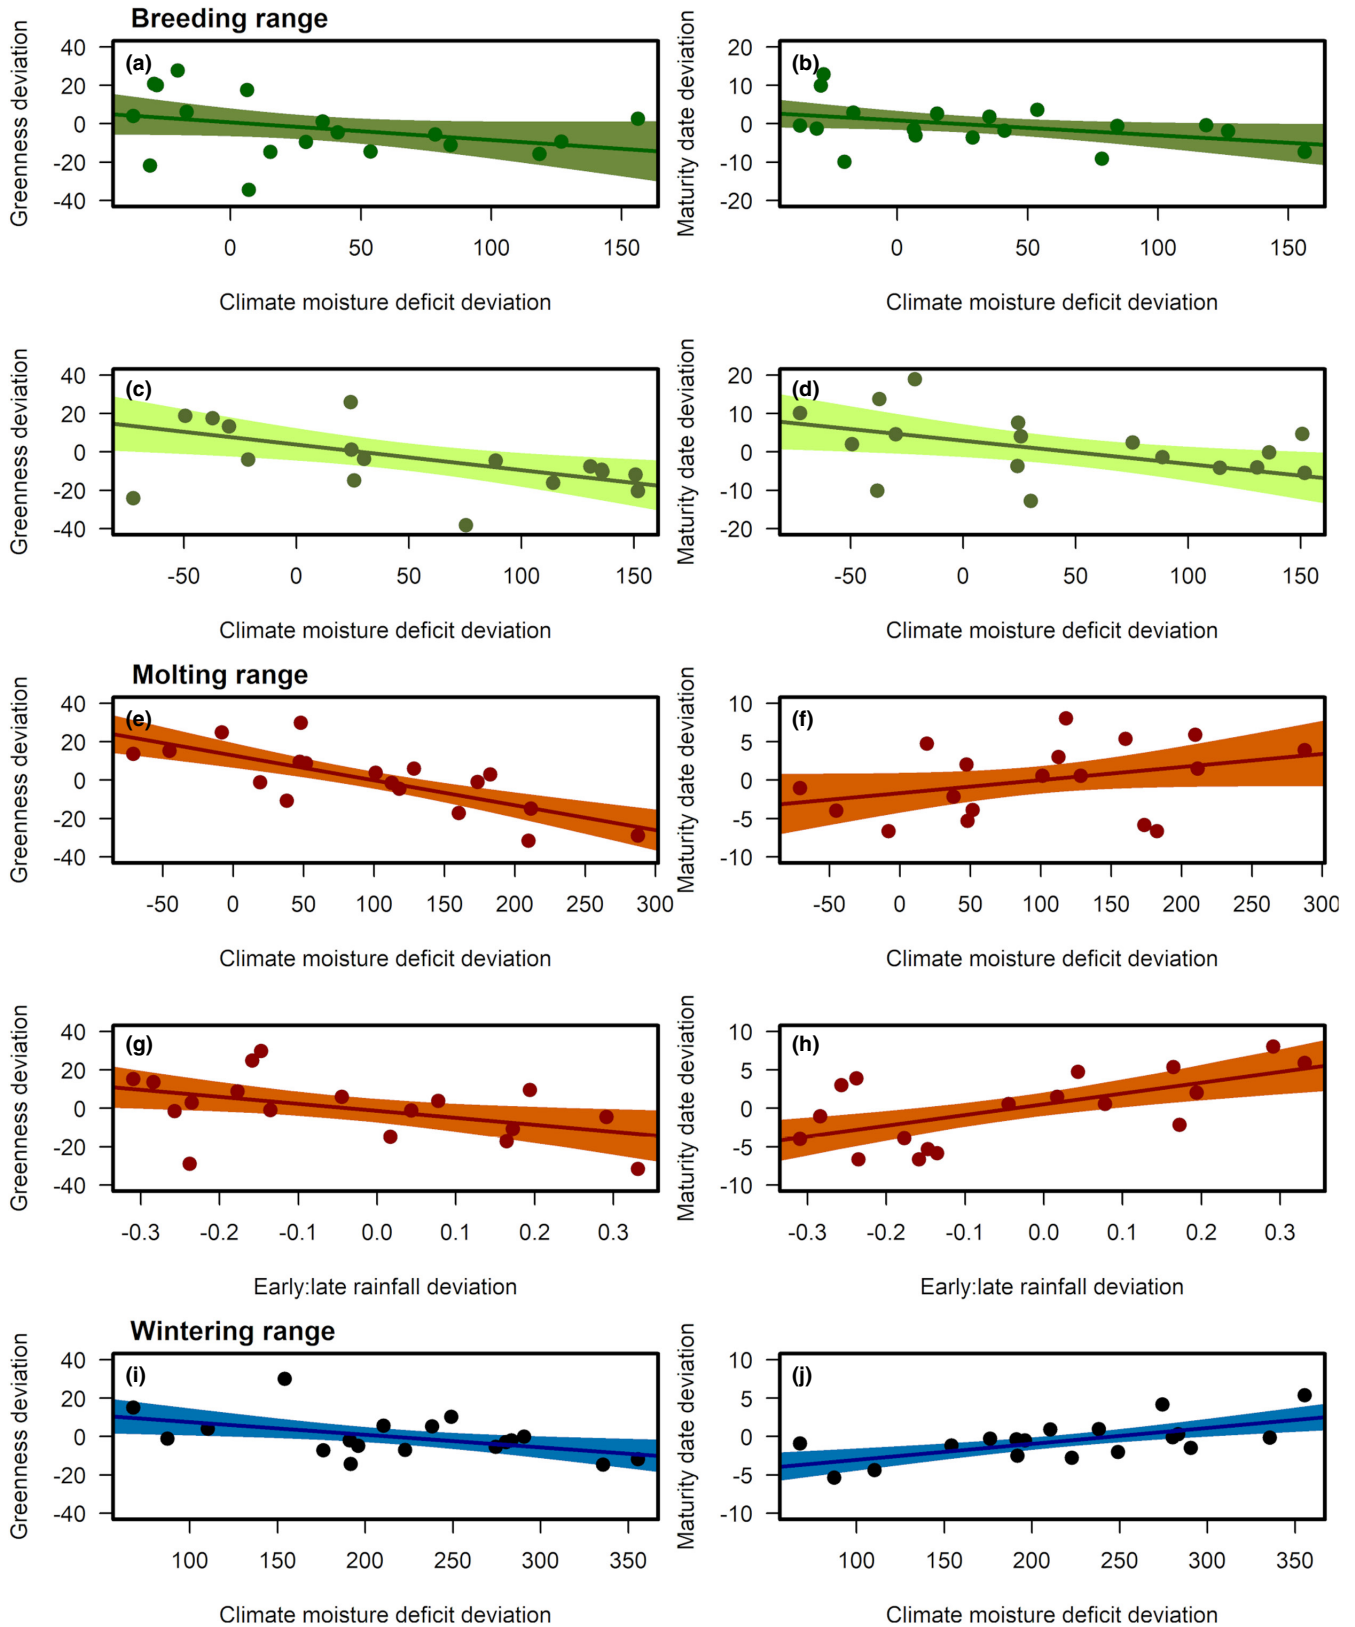 Breeding range
Greenness deviation
40
20
0
-20
-40
(a)
0 50 100 150
Climate moisture deficit deviation
Maturity date deviation
20
10
0
-10
-20
(b)
0 50 100 150
Climate moisture deficit deviation
Greenness deviation
40
20
0
-20
-40
(c)
-50 0 50 100 150
Climate moisture deficit deviation
Maturity date deviation
20
10
0
-10
-20
(d)
-50 0 50 100 150
Climate moisture deficit deviation
Molting range
Greenness deviation
40
20
0
-20
-40
(e)
-50 0 50 100 150 200 250 300
Climate moisture deficit deviation
Maturity date deviation
10
5
0
-5
-10
(f)
-50 0 50 100 150 200 250 300
Climate moisture deficit deviation
Greenness deviation
40
20
0
-20
-40
(g)
-0.3 -0.2 -0.1 0.0 0.1 0.2 0.3
Early:late rainfall deviation
Maturity date deviation
10
5
0
-5
-10
(h)
-0.3 -0.2 -0.1 0.0 0.1 0.2 0.3
Early:late rainfall deviation
Wintering range
Greenness deviation
40
20
0
-20
-40
(i)
100 150 200 250 300 350
Climate moisture deficit deviation
Maturity date deviation
10
5
0
-5
-10
(j)
100 150 200 250 300 350
Climate moisture deficit deviation